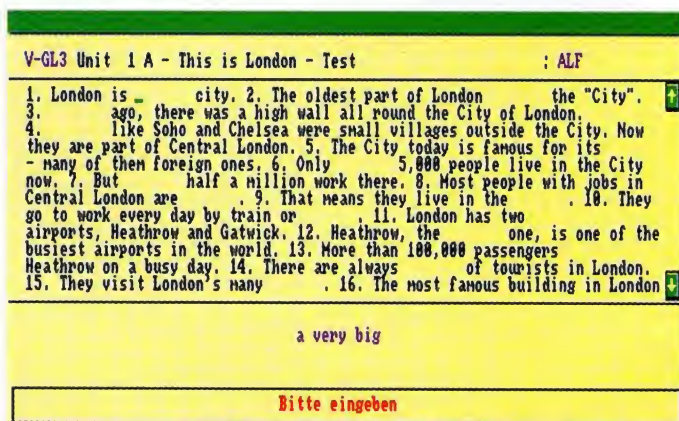 V-GL3 Unit 1 A - This is London - Test : ALF
1. London is _ city. 2. The oldest part of London the "City".
3. ago, there was a high wall all round the City of London.
4. like Soho and Chelsea were small villages outside the City. Now
they are part of Central London. 5. The City today is famous for its
- many of them foreign ones. 6. Only 5,000 people live in the City
now. 7. But half a million work there. 8. Most people with jobs in
Central London are . 9. That means they live in the . 10. They
go to work every day by train or . 11. London has two
airports, Heathrow and Gatwick. 12. Heathrow, the one, is one of the
busiest airports in the world. 13. More than 100,000 passengers
Heathrow on a busy day. 14. There are always of tourists in London.
15. They visit London's many . 16. The most famous building in London
a very big
Bitte eingeben